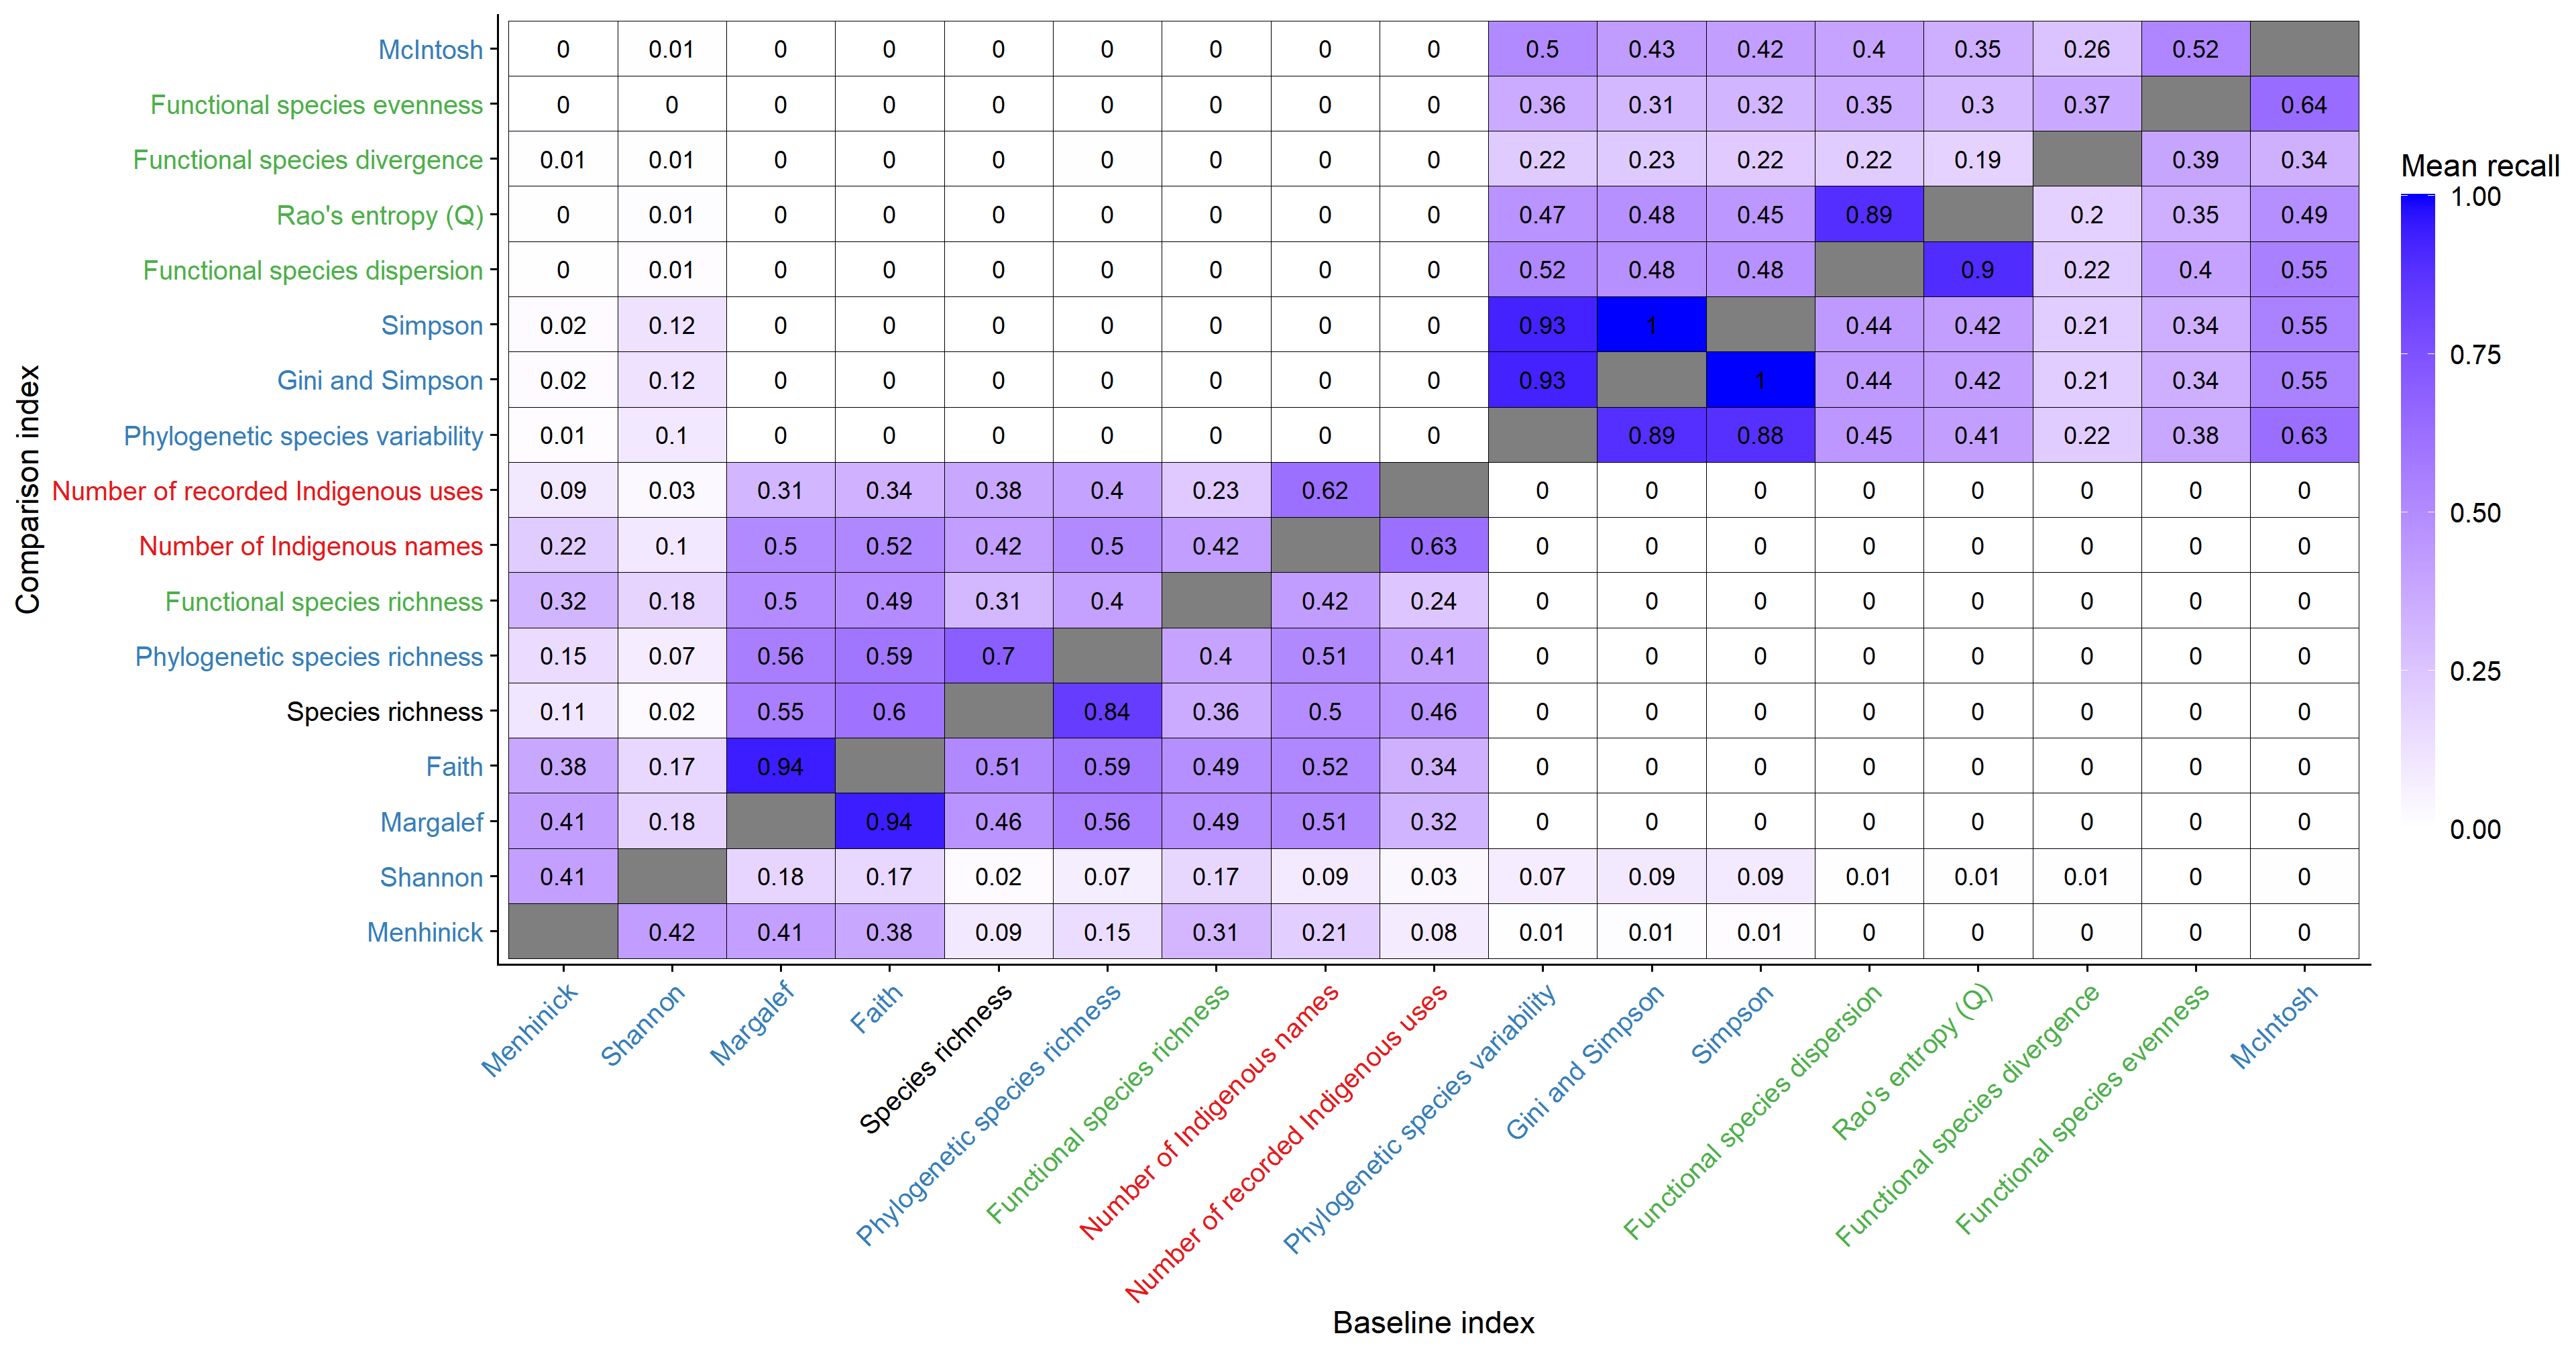 McIntosh 0 0.01 0 0 0 0 0 0 0 0.5 0.43 0.42 0.4 0.35 0.26 0.52
Functional species evenness 0 0 0 0 0 0 0 0 0 0.36 0.31 0.32 0.35 0.3 0.37 0.64
Functional species divergence 0.01 0.01 0 0 0 0 0 0 0 0.22 0.23 0.22 0.22 0.19 0.39 0.34
Rao's entropy (Q) 0 0.01 0 0 0 0 0 0 0 0.47 0.48 0.45 0.89 0.2 0.35 0.49
Functional species dispersion 0 0.01 0 0 0 0 0 0 0 0.52 0.48 0.48 0.9 0.22 0.4 0.55
Simpson 0.02 0.12 0 0 0 0 0 0 0 0.93 1 0.44 0.42 0.21 0.34 0.55
Gini and Simpson 0.02 0.12 0 0 0 0 0 0 0 0.93 1 0.44 0.42 0.21 0.34 0.55
Phylogenetic species variability 0.01 0.1 0 0 0 0 0 0 0 0.89 0.88 0.45 0.41 0.22 0.38 0.63
Number of recorded Indigenous uses 0.09 0.03 0.31 0.34 0.38 0.4 0.23 0.62 0 0 0 0 0 0 0 0
Number of Indigenous names 0.22 0.1 0.5 0.52 0.42 0.5 0.42 0.63 0 0 0 0 0 0 0 0
Functional species richness 0.32 0.18 0.5 0.49 0.31 0.4 0.42 0.24 0 0 0 0 0 0 0 0
Phylogenetic species richness 0.15 0.07 0.56 0.59 0.7 0.4 0.51 0.41 0 0 0 0 0 0 0 0
Species richness 0.11 0.02 0.55 0.6 0.84 0.36 0.5 0.46 0 0 0 0 0 0 0 0
Faith 0.38 0.17 0.94 0.51 0.59 0.49 0.52 0.34 0 0 0 0 0 0 0 0
Margalef 0.41 0.18 0.94 0.46 0.56 0.49 0.51 0.32 0 0 0 0 0 0 0 0
Shannon 0.41 0.18 0.17 0.02 0.07 0.17 0.09 0.03 0.07 0.09 0.09 0.01 0.01 0.01 0 0
Menhinick 0.42 0.41 0.38 0.09 0.15 0.31 0.21 0.08 0.01 0.01 0.01 0 0 0 0 0
Comparison index
Menhinick
Shannon
Margalef
Faith
Species richness
Phylogenetic species richness
Functional species richness
Number of Indigenous names
Number of recorded Indigenous uses
Phylogenetic species variability
Gini and Simpson
Simpson
Functional species dispersion
Rao's entropy (Q)
Functional species divergence
Functional species evenness
McIntosh
Baseline index
Mean recall
1.00
0.75
0.50
0.25
0.00